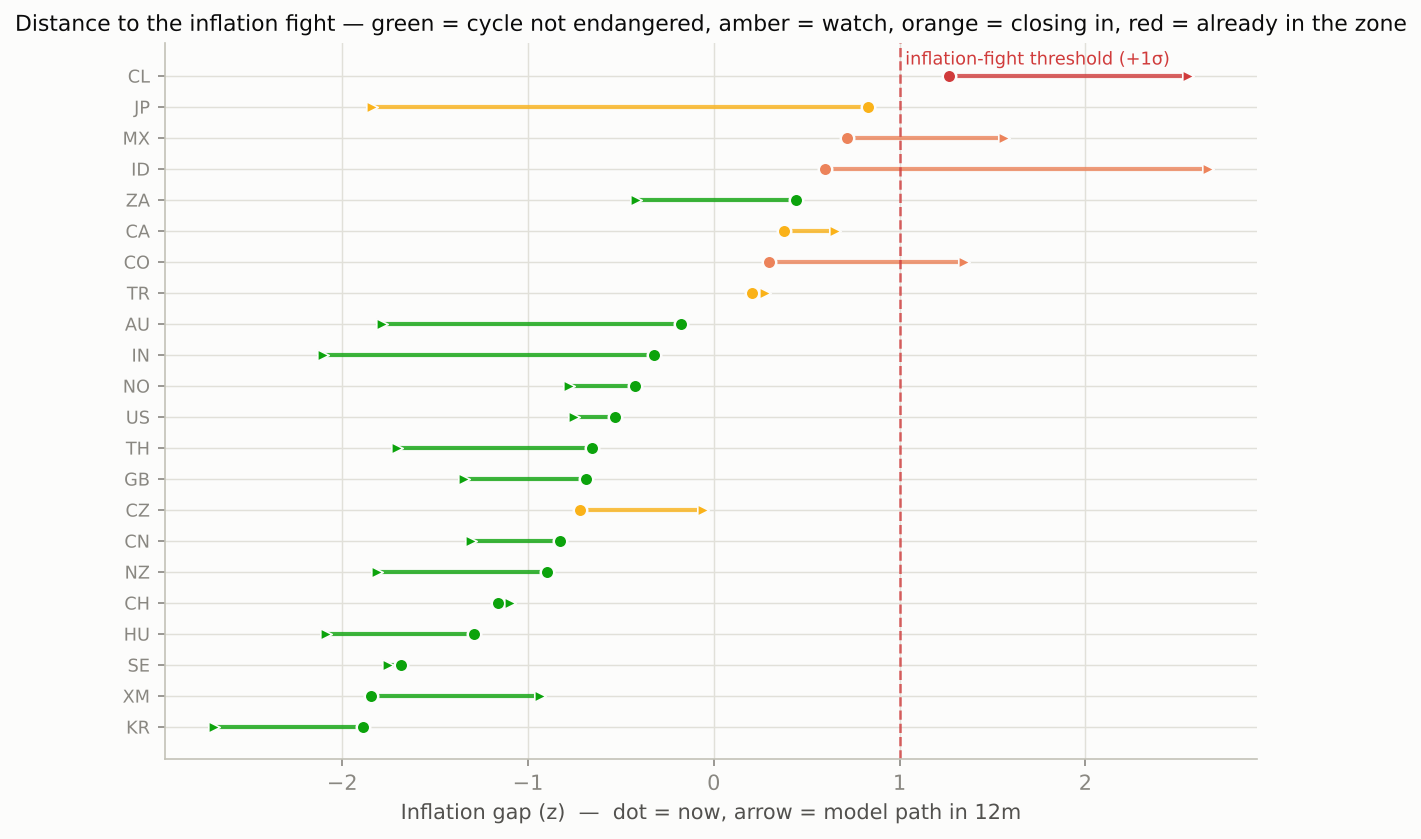 Distance to the inflation fight — green = cycle not endangered, amber = watch, orange = closing in, red = already in the zone
inflation-fight threshold (+1σ)
CL
JP
MX
ID
ZA
CA
CO
TR
AU
IN
NO
US
TH
GB
CZ
CN
NZ
CH
HU
SE
XM
KR
−2 −1 0 1 2
Inflation gap (z) — dot = now, arrow = model path in 12m